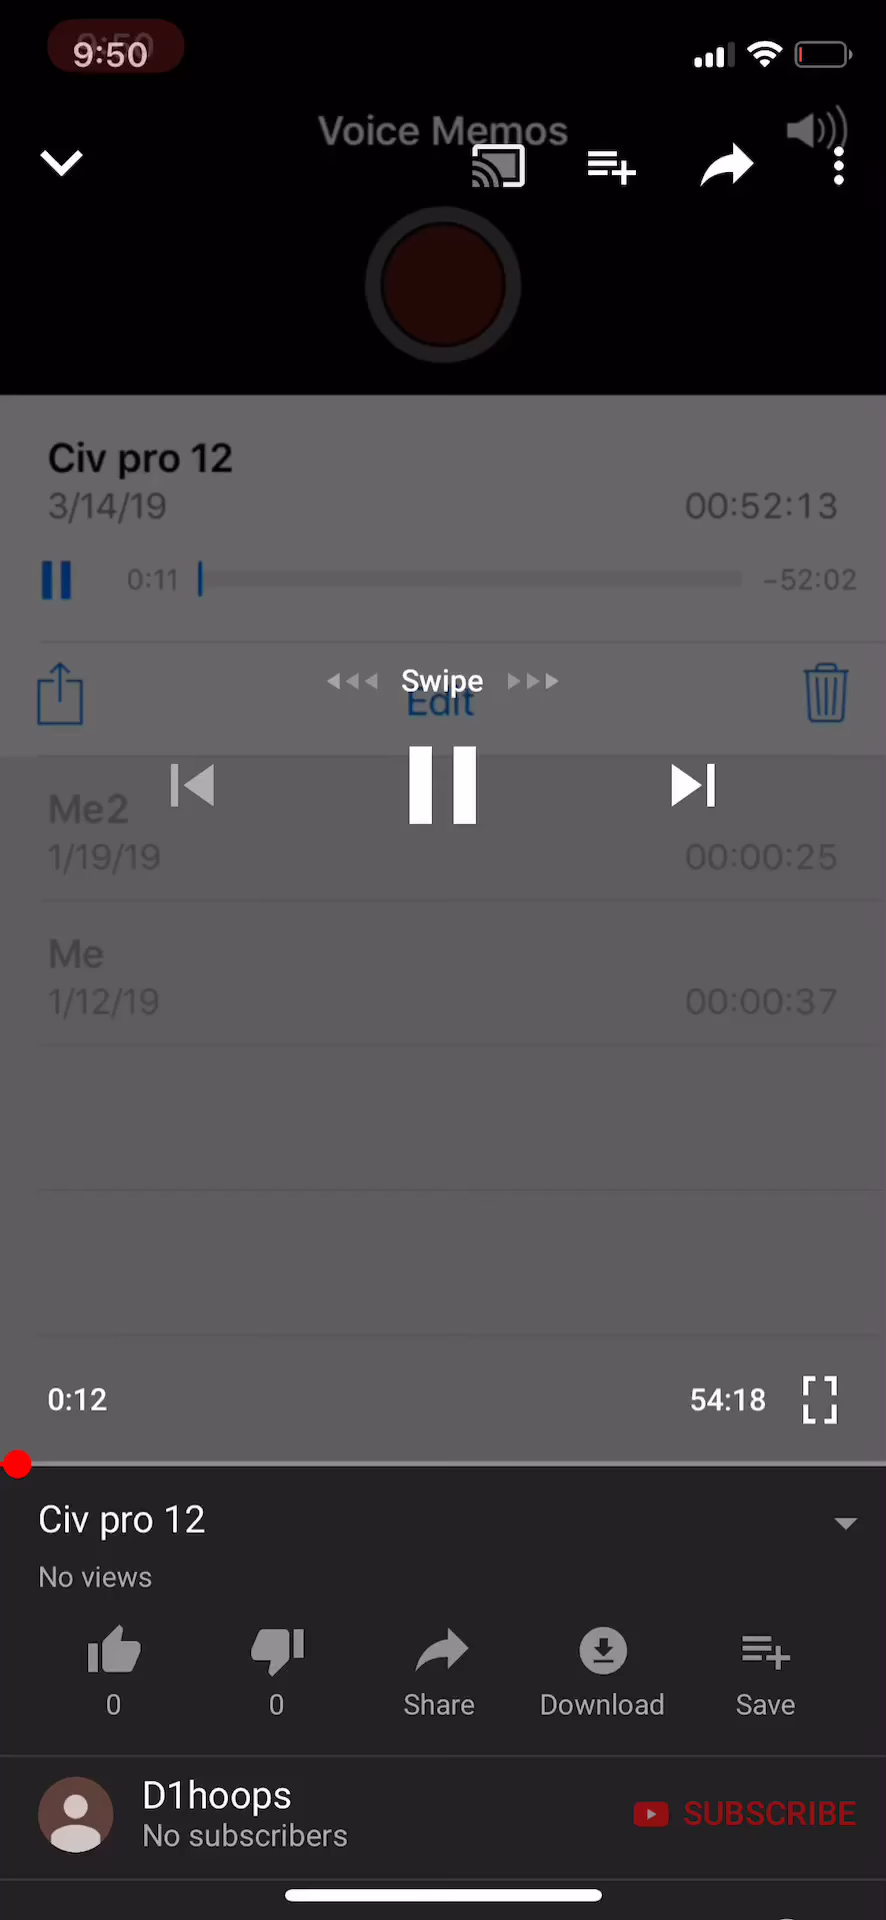 9:50
Voice Memos
Civ pro 12
3/14/19
00:52:13
0:11
-52:02
Swipe
Edit
Me2
1/19/19
00:00:25
Me
1/12/19
00:00:37
0:12
54:18
Civ pro 12
No views
0
0
Share
Download
Save
D1hoops
No subscribers
SUBSCRIBE